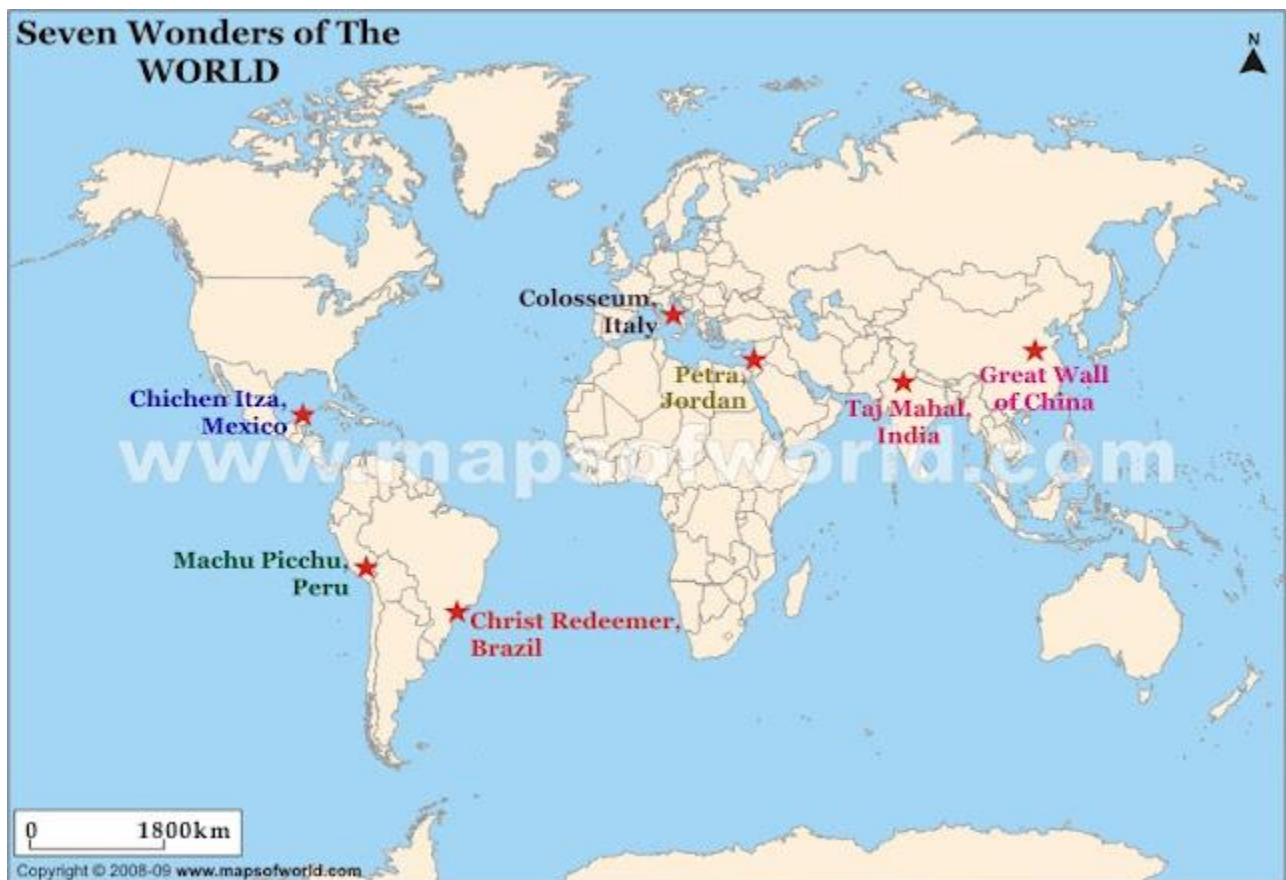 Seven Wonders of The
WORLD
N
Colosseum,
Italy
Petra,
Jordan
Great Wall
of China
Taj Mahal,
India
Chichen Itza,
Mexico
www.mapsofworld.com
Machu Picchu,
Peru
Christ Redeemer,
Brazil
0 1800km
Copyright © 2008-09 www.mapsofworld.com